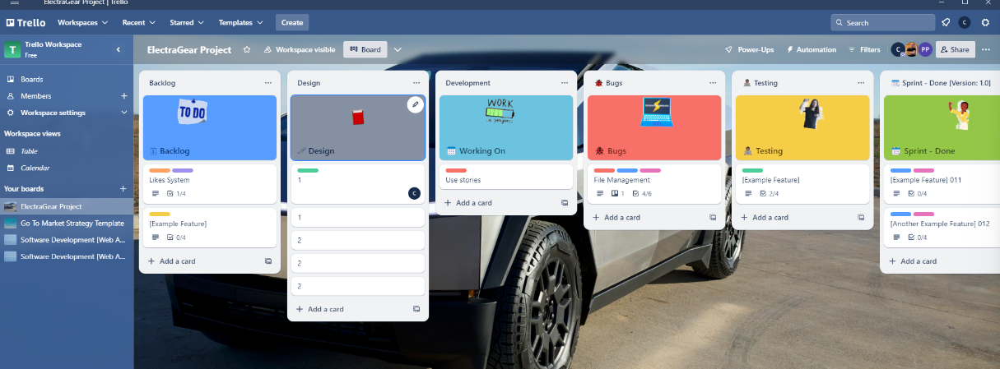 ElectraGear Project | Trello
Trello
Workspaces
Recent
Starred
Templates
Create
Search
C
T
Trello Workspace
Free
ElectraGear Project
Workspace visible
Board
Power-Ups
Automation
Filters
C
PP
Share
Boards
Members
Workspace settings
Workspace views
Table
Calendar
Your boards
ElectraGear Project
Go To Market Strategy Template
Software Development [Web A...
Software Development [Web A...
Backlog
TO DO
Backlog
Likes System
1/4
[Example Feature]
0/4
Add a card
Design
Design
1
C
1
2
2
2
Add a card
Development
WORK
in progress
Working On
Use stories
Add a card
Bugs
Bugs
File Management
1
4/6
Add a card
Testing
Testing
[Example Feature]
2/4
Add a card
Sprint - Done [Version: 1.0]
Sprint - Done
[Example Feature] 011
0/4
[Another Example Feature] 012
0/4
Add a card